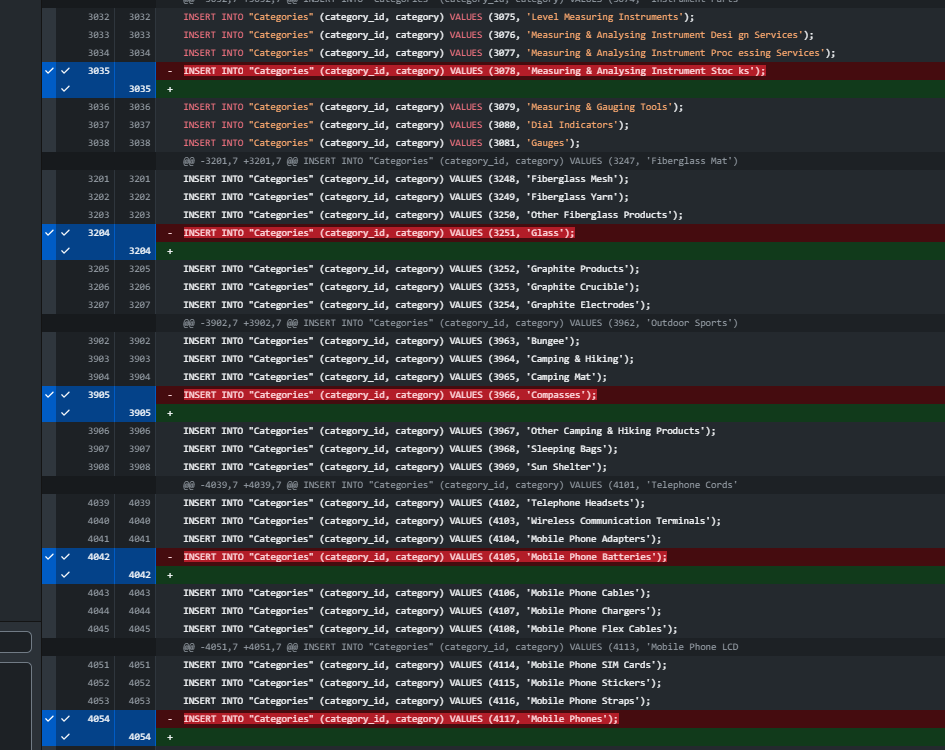 3032 3032 INSERT INTO "Categories" (category_id, category) VALUES (3075, 'Level Measuring Instruments');
3033 3033 INSERT INTO "Categories" (category_id, category) VALUES (3076, 'Measuring & Analysing Instrument Desi gn Services');
3034 3034 INSERT INTO "Categories" (category_id, category) VALUES (3077, 'Measuring & Analysing Instrument Proc essing Services');
3035 - INSERT INTO "Categories" (category_id, category) VALUES (3078, 'Measuring & Analysing Instrument Stoc ks');
3035 +
3036 3036 INSERT INTO "Categories" (category_id, category) VALUES (3079, 'Measuring & Gauging Tools');
3037 3037 INSERT INTO "Categories" (category_id, category) VALUES (3080, 'Dial Indicators');
3038 3038 INSERT INTO "Categories" (category_id, category) VALUES (3081, 'Gauges');
@@ -3201,7 +3201,7 @@ INSERT INTO "Categories" (category_id, category) VALUES (3247, 'Fiberglass Mat')
3201 3201 INSERT INTO "Categories" (category_id, category) VALUES (3248, 'Fiberglass Mesh');
3202 3202 INSERT INTO "Categories" (category_id, category) VALUES (3249, 'Fiberglass Yarn');
3203 3203 INSERT INTO "Categories" (category_id, category) VALUES (3250, 'Other Fiberglass Products');
3204 - INSERT INTO "Categories" (category_id, category) VALUES (3251, 'Glass');
3204 +
3205 3205 INSERT INTO "Categories" (category_id, category) VALUES (3252, 'Graphite Products');
3206 3206 INSERT INTO "Categories" (category_id, category) VALUES (3253, 'Graphite Crucible');
3207 3207 INSERT INTO "Categories" (category_id, category) VALUES (3254, 'Graphite Electrodes');
@@ -3902,7 +3902,7 @@ INSERT INTO "Categories" (category_id, category) VALUES (3962, 'Outdoor Sports')
3902 3902 INSERT INTO "Categories" (category_id, category) VALUES (3963, 'Bungee');
3903 3903 INSERT INTO "Categories" (category_id, category) VALUES (3964, 'Camping & Hiking');
3904 3904 INSERT INTO "Categories" (category_id, category) VALUES (3965, 'Camping Mat');
3905 - INSERT INTO "Categories" (category_id, category) VALUES (3966, 'Compasses');
3905 +
3906 3906 INSERT INTO "Categories" (category_id, category) VALUES (3967, 'Other Camping & Hiking Products');
3907 3907 INSERT INTO "Categories" (category_id, category) VALUES (3968, 'Sleeping Bags');
3908 3908 INSERT INTO "Categories" (category_id, category) VALUES (3969, 'Sun Shelter');
@@ -4039,7 +4039,7 @@ INSERT INTO "Categories" (category_id, category) VALUES (4101, 'Telephone Cords'
4039 4039 INSERT INTO "Categories" (category_id, category) VALUES (4102, 'Telephone Headsets');
4040 4040 INSERT INTO "Categories" (category_id, category) VALUES (4103, 'Wireless Communication Terminals');
4041 4041 INSERT INTO "Categories" (category_id, category) VALUES (4104, 'Mobile Phone Adapters');
4042 - INSERT INTO "Categories" (category_id, category) VALUES (4105, 'Mobile Phone Batteries');
4042 +
4043 4043 INSERT INTO "Categories" (category_id, category) VALUES (4106, 'Mobile Phone Cables');
4044 4044 INSERT INTO "Categories" (category_id, category) VALUES (4107, 'Mobile Phone Chargers');
4045 4045 INSERT INTO "Categories" (category_id, category) VALUES (4108, 'Mobile Phone Flex Cables');
@@ -4051,7 +4051,7 @@ INSERT INTO "Categories" (category_id, category) VALUES (4113, 'Mobile Phone LCD
4051 4051 INSERT INTO "Categories" (category_id, category) VALUES (4114, 'Mobile Phone SIM Cards');
4052 4052 INSERT INTO "Categories" (category_id, category) VALUES (4115, 'Mobile Phone Stickers');
4053 4053 INSERT INTO "Categories" (category_id, category) VALUES (4116, 'Mobile Phone Straps');
4054 - INSERT INTO "Categories" (category_id, category) VALUES (4117, 'Mobile Phones');
4054 +